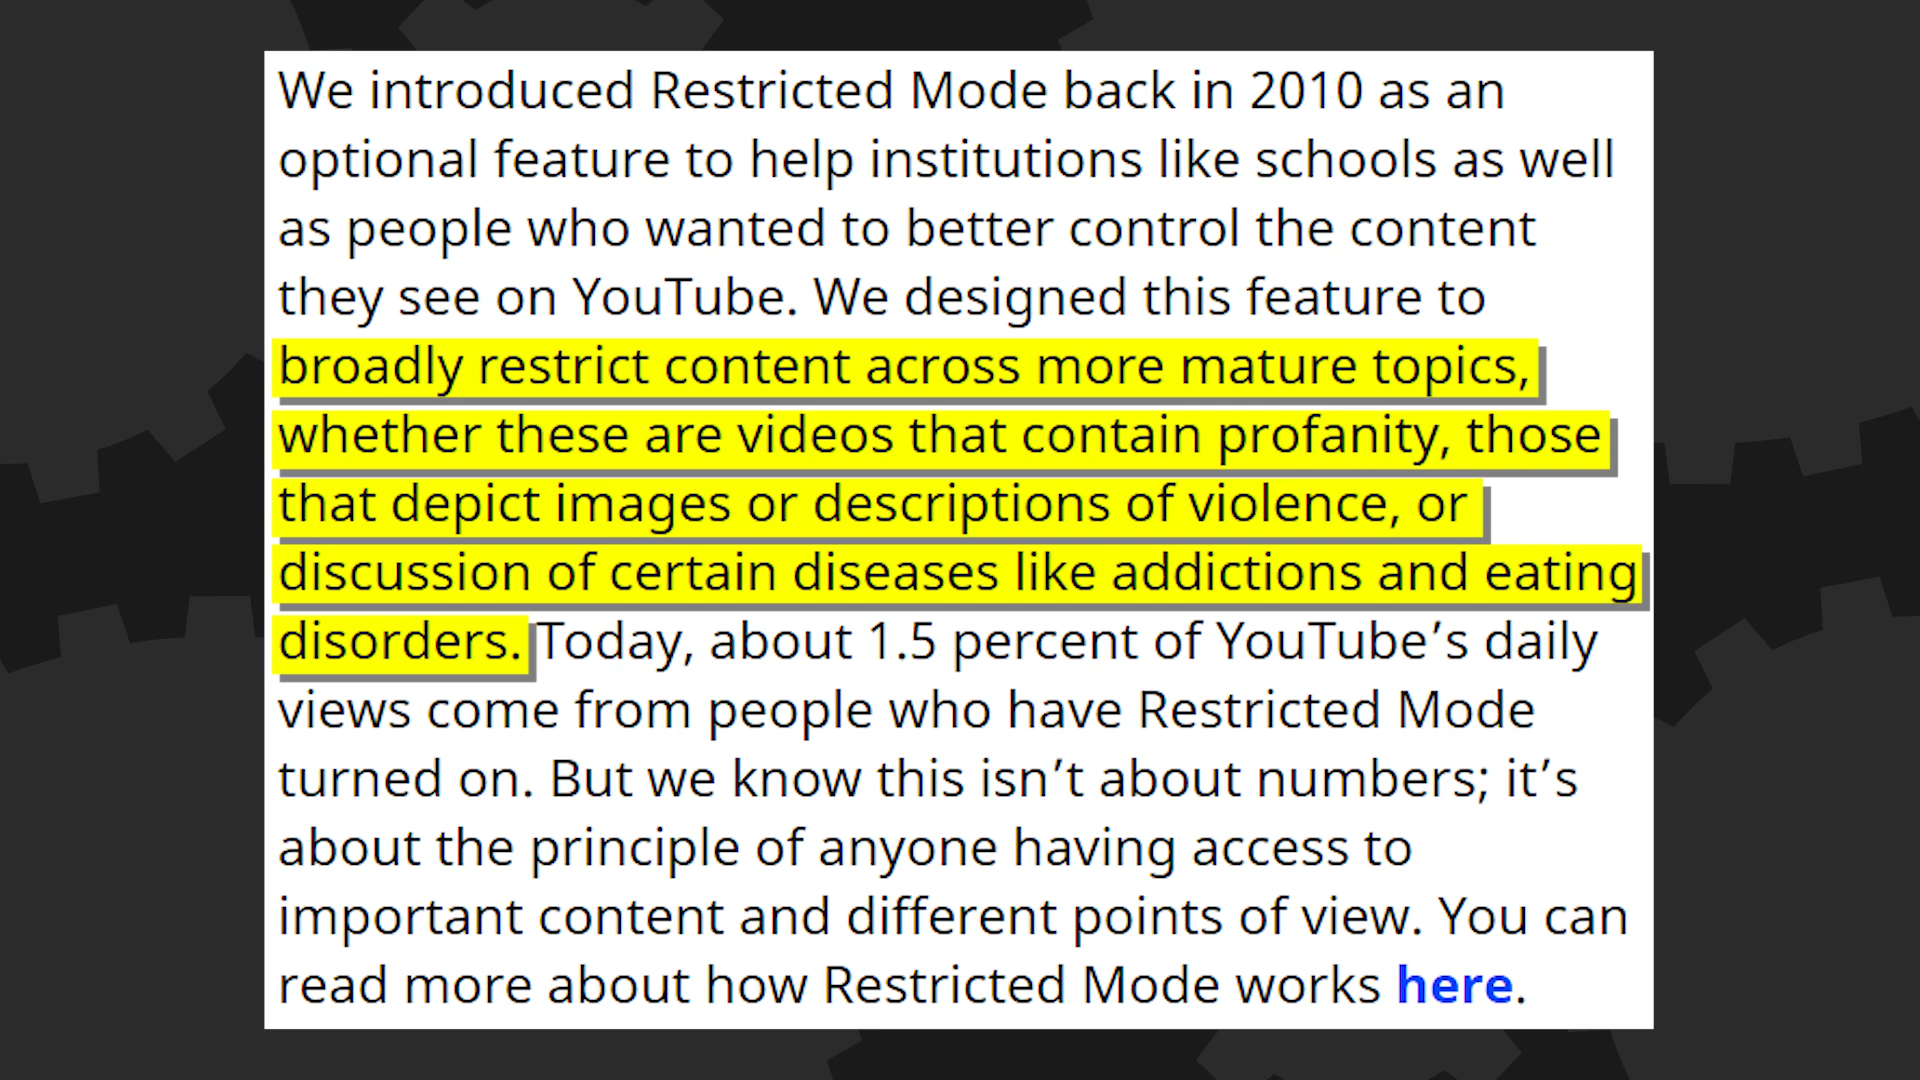 We introduced Restricted Mode back in 2010 as an
optional feature to help institutions like schools as well
as people who wanted to better control the content
they see on YouTube. We designed this feature to
broadly restrict content across more mature topics,
whether these are videos that contain profanity, those
that depict images or descriptions of violence, or
discussion of certain diseases like addictions and eating
disorders. Today, about 1.5 percent of YouTube’s daily
views come from people who have Restricted Mode
turned on. But we know this isn’t about numbers; it’s
about the principle of anyone having access to
important content and different points of view. You can
read more about how Restricted Mode works here.